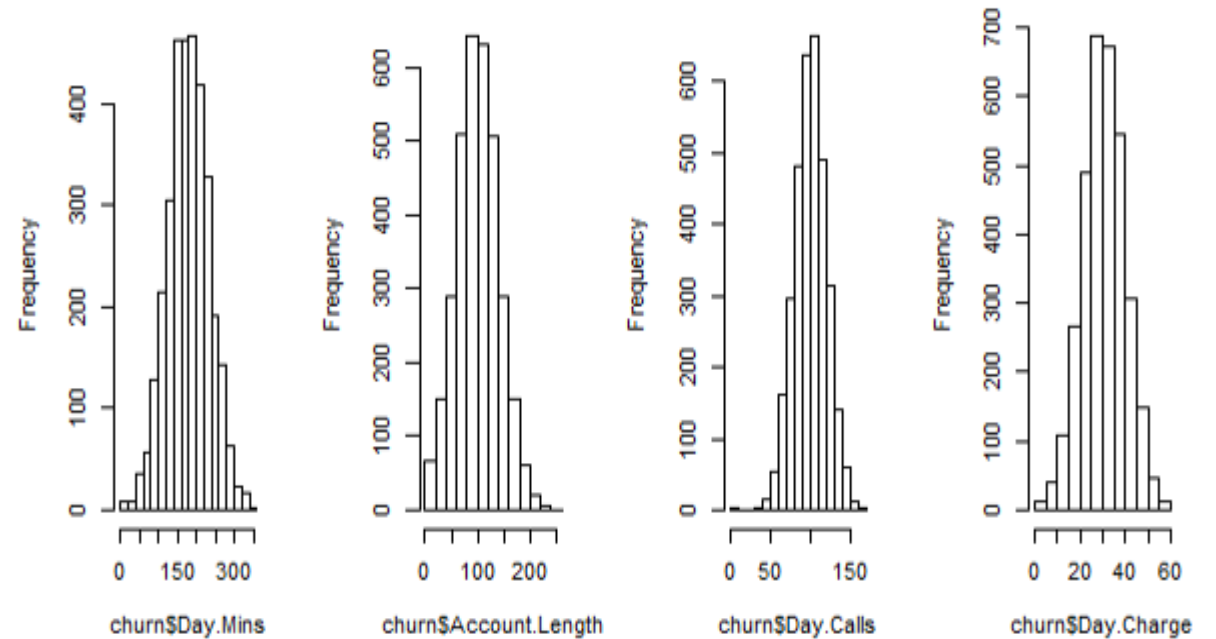 Frequency
0 100 200 300 400
0 150 300
churn$Day.Mins
Frequency
0 100 200 300 400 500 600
0 100 200
churn$Account.Length
Frequency
0 100 200 300 400 500 600
0 50 150
churn$Day.Calls
Frequency
0 100 200 300 400 500 600 700
0 20 40 60
churn$Day.Charge